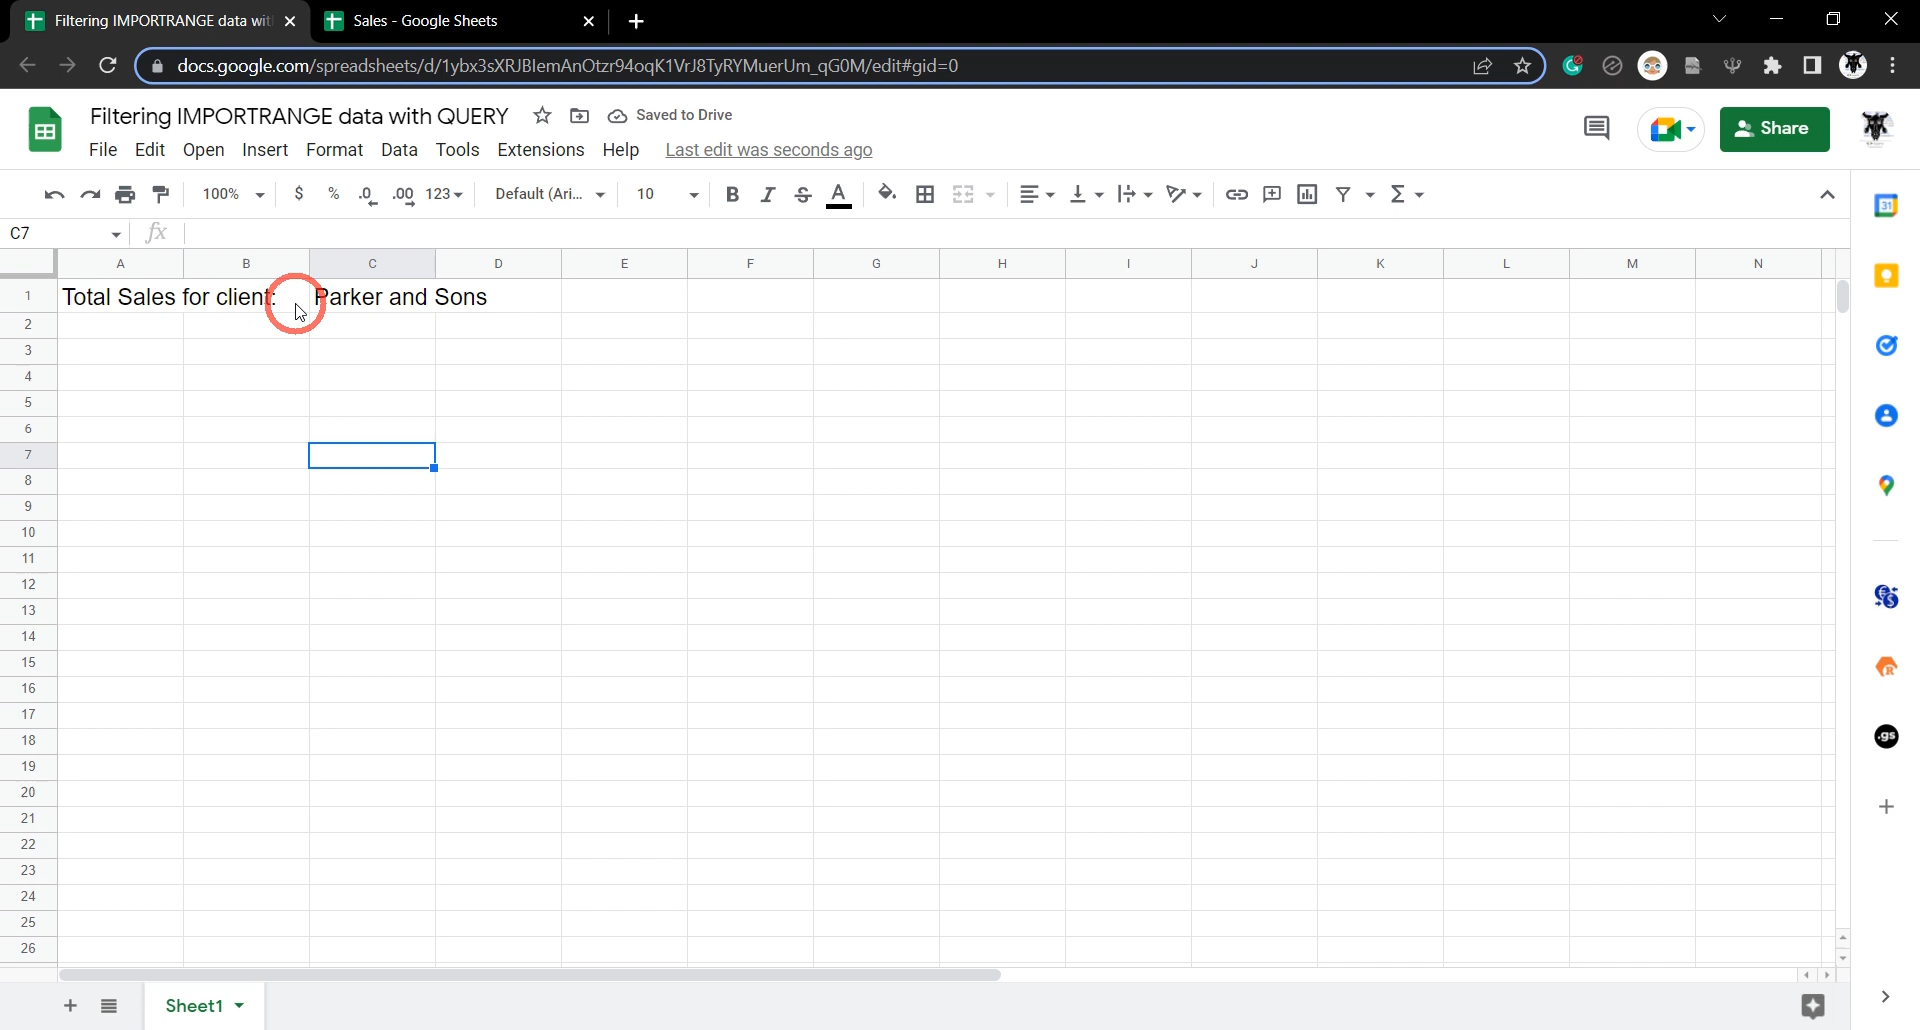 Filtering IMPORTRANGE data wit
Sales - Google Sheets
docs.google.com/spreadsheets/d/1ybx3sXRJBlemAnOtzr94oqK1VrJ8TyRYMuerUm_qG0M/edit#gid=0
Filtering IMPORTRANGE data with QUERY
Saved to Drive
Share
File Edit Open Insert Format Data Tools Extensions Help Last edit was seconds ago
100% $ % .0 .00 123 Default (Ari... 10 B I S A Σ
C7 fx
A B C D E F G H I J K L M N
1 Total Sales for client: Parker and Sons
2
3
4
5
6
7
8
9
10
11
12
13
14
15
16
17
18
19
20
21
22
23
24
25
26
Sheet1
31
.gs